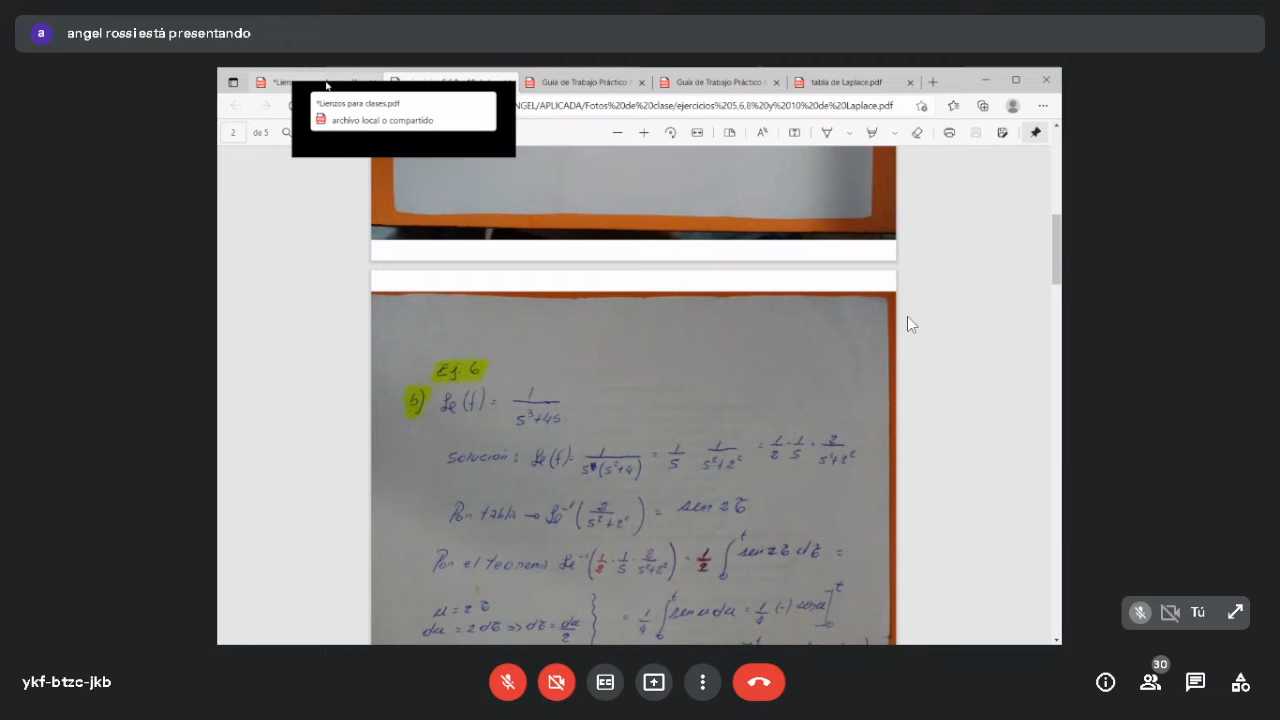 a angel rossi está presentando
Guía de Trabajo Práctico
Guía de Trabajo Práctico
tabla de Laplace.pdf
*Lienzos para clases.pdf
archivo local o compartido
ANGEL/APLICADA/Fotos%20de%20clase/ejercicios%205,6,8%20y%2010%20de%20Laplace.pdf
2 de 5
Ej. 6
b) ℒ(f) = 1/(s³+4s)
Solución: ℒ(f) = 1/(s(s²+4)) = 1/s 1/(s²+2²) = 1/2 · 1/s · 2/(s²+2²)
Por tabla → ℒ⁻¹(2/(s²+2²)) = sen 2τ
Por el teorema ℒ⁻¹(1/2 · 1/s · 2/(s²+2²)) = 1/2 ∫₀ᵗ sen 2τ dτ =
u = 2τ
du = 2dτ ⇒ dτ = du/2 } = 1/4 ∫₀ᵗ sen u du = 1/4 (-) cos u]₀ᵗ
Tú
ykf-btzc-jkb
30